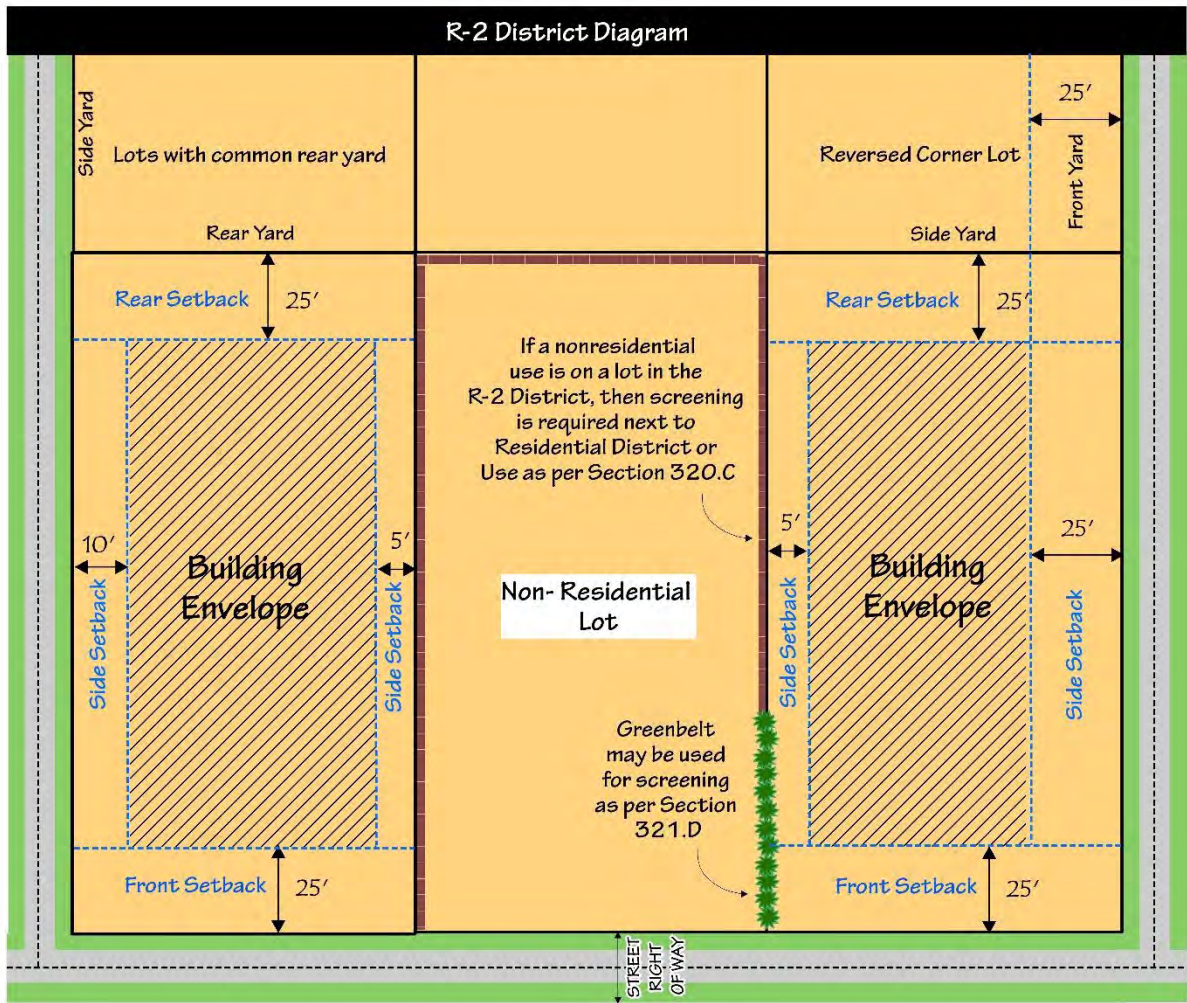 R-2 District Diagram
Side Yard
Lots with common rear yard
Rear Yard
Reversed Corner Lot
25'
Front Yard
Side Yard
Rear Setback
25'
Rear Setback
25'
If a nonresidential
use is on a lot in the
R-2 District, then screening
is required next to
Residential District or
Use as per Section 320.C
10'
Side Setback
Building
Envelope
5'
Side Setback
Non- Residential
Lot
5'
Side Setback
Building
Envelope
25'
Side Setback
Greenbelt
may be used
for screening
as per Section
321.D
Front Setback
25'
Front Setback
25'
STREET
RIGHT
OF WAY